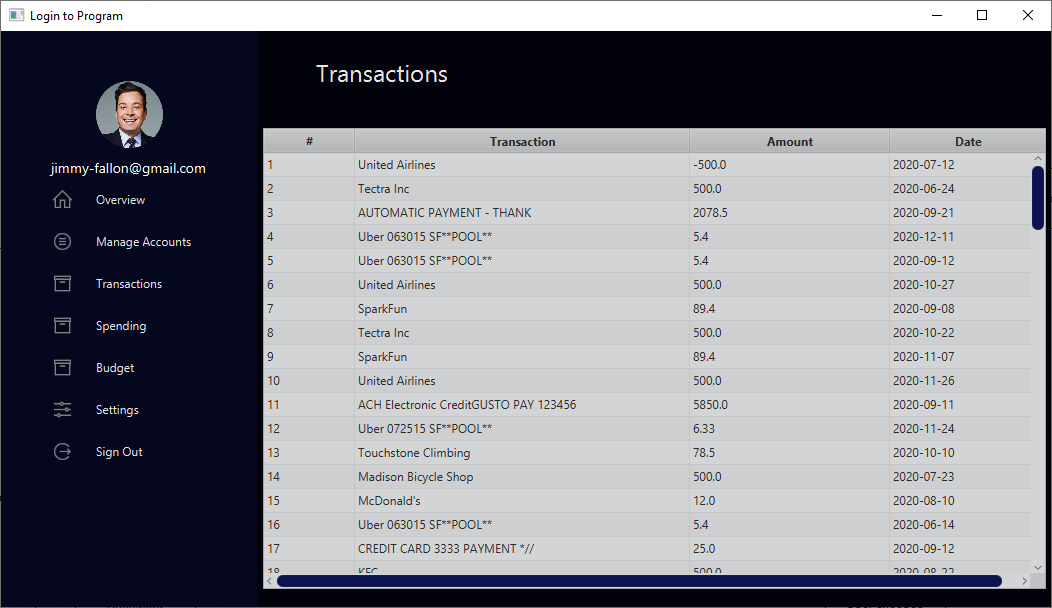 Login to Program
jimmy-fallon@gmail.com
Overview
Manage Accounts
Transactions
Spending
Budget
Settings
Sign Out
Transactions
# Transaction Amount Date
1 United Airlines -500.0 2020-07-12
2 Tectra Inc 500.0 2020-06-24
3 AUTOMATIC PAYMENT - THANK 2078.5 2020-09-21
4 Uber 063015 SF**POOL** 5.4 2020-12-11
5 Uber 063015 SF**POOL** 5.4 2020-09-12
6 United Airlines 500.0 2020-10-27
7 SparkFun 89.4 2020-09-08
8 Tectra Inc 500.0 2020-10-22
9 SparkFun 89.4 2020-11-07
10 United Airlines 500.0 2020-11-26
11 ACH Electronic CreditGUSTO PAY 123456 5850.0 2020-09-11
12 Uber 072515 SF**POOL** 6.33 2020-11-24
13 Touchstone Climbing 78.5 2020-10-10
14 Madison Bicycle Shop 500.0 2020-07-23
15 McDonald's 12.0 2020-08-10
16 Uber 063015 SF**POOL** 5.4 2020-06-14
17 CREDIT CARD 3333 PAYMENT *// 25.0 2020-09-12
18 KFC 500.0 2020-08-22